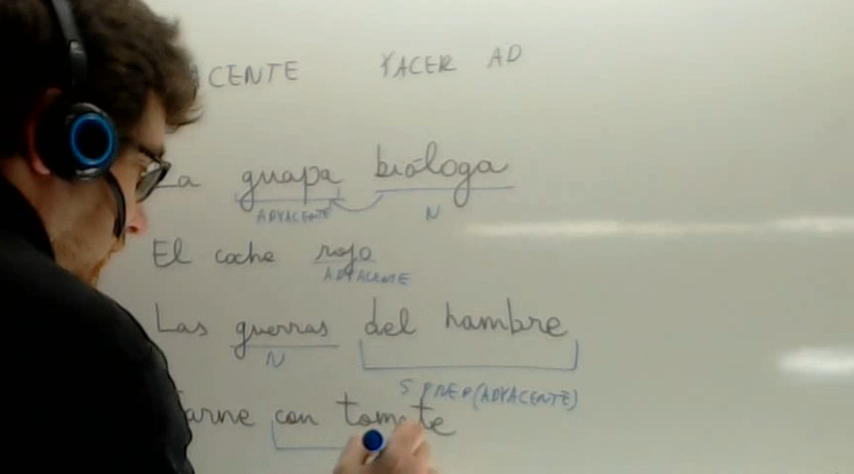 CENTE YACER AD
La guapa bióloga
ADYACENTE N
El coche rojo
ADYACENTE
Las guerras del hambre
N S PREP (ADYACENTE)
arne con tomate